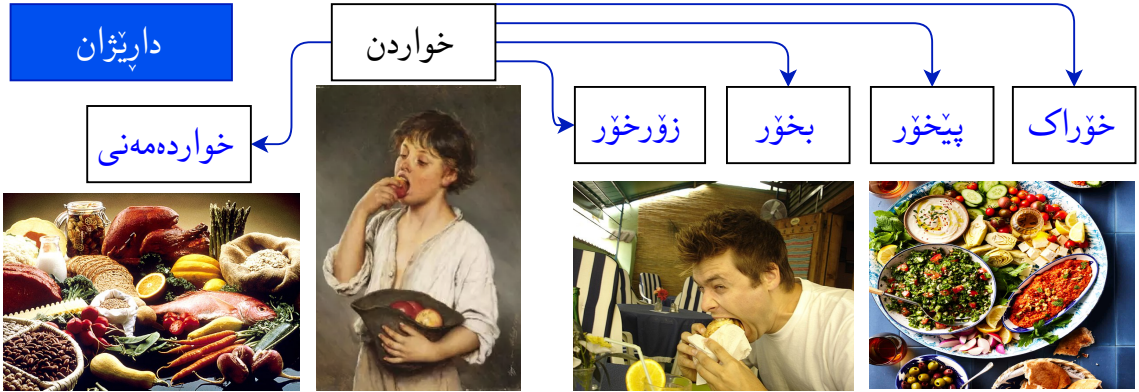 داڕێژان
خواردن
خۆراک
پێخۆر
بخۆر
زۆرخۆر
خواردەمەنی